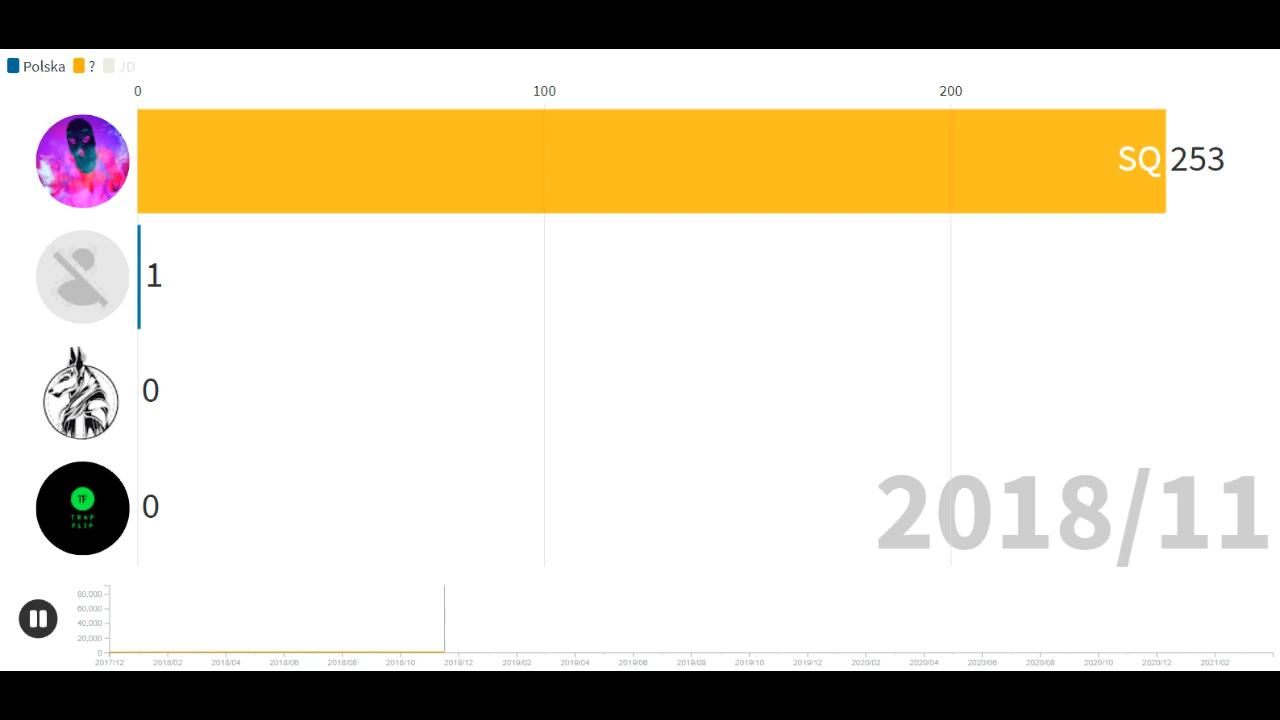 Polska ? JD
0 100 200
SQ 253
1
0
TF
TRAP
FLIP
0
2018/11
80,000
60,000
40,000
20,000
0
2017/12 2018/02 2018/04 2018/06 2018/08 2018/10 2018/12 2019/02 2019/04 2019/06 2019/08 2019/10 2019/12 2020/02 2020/04 2020/06 2020/08 2020/10 2020/12 2021/02